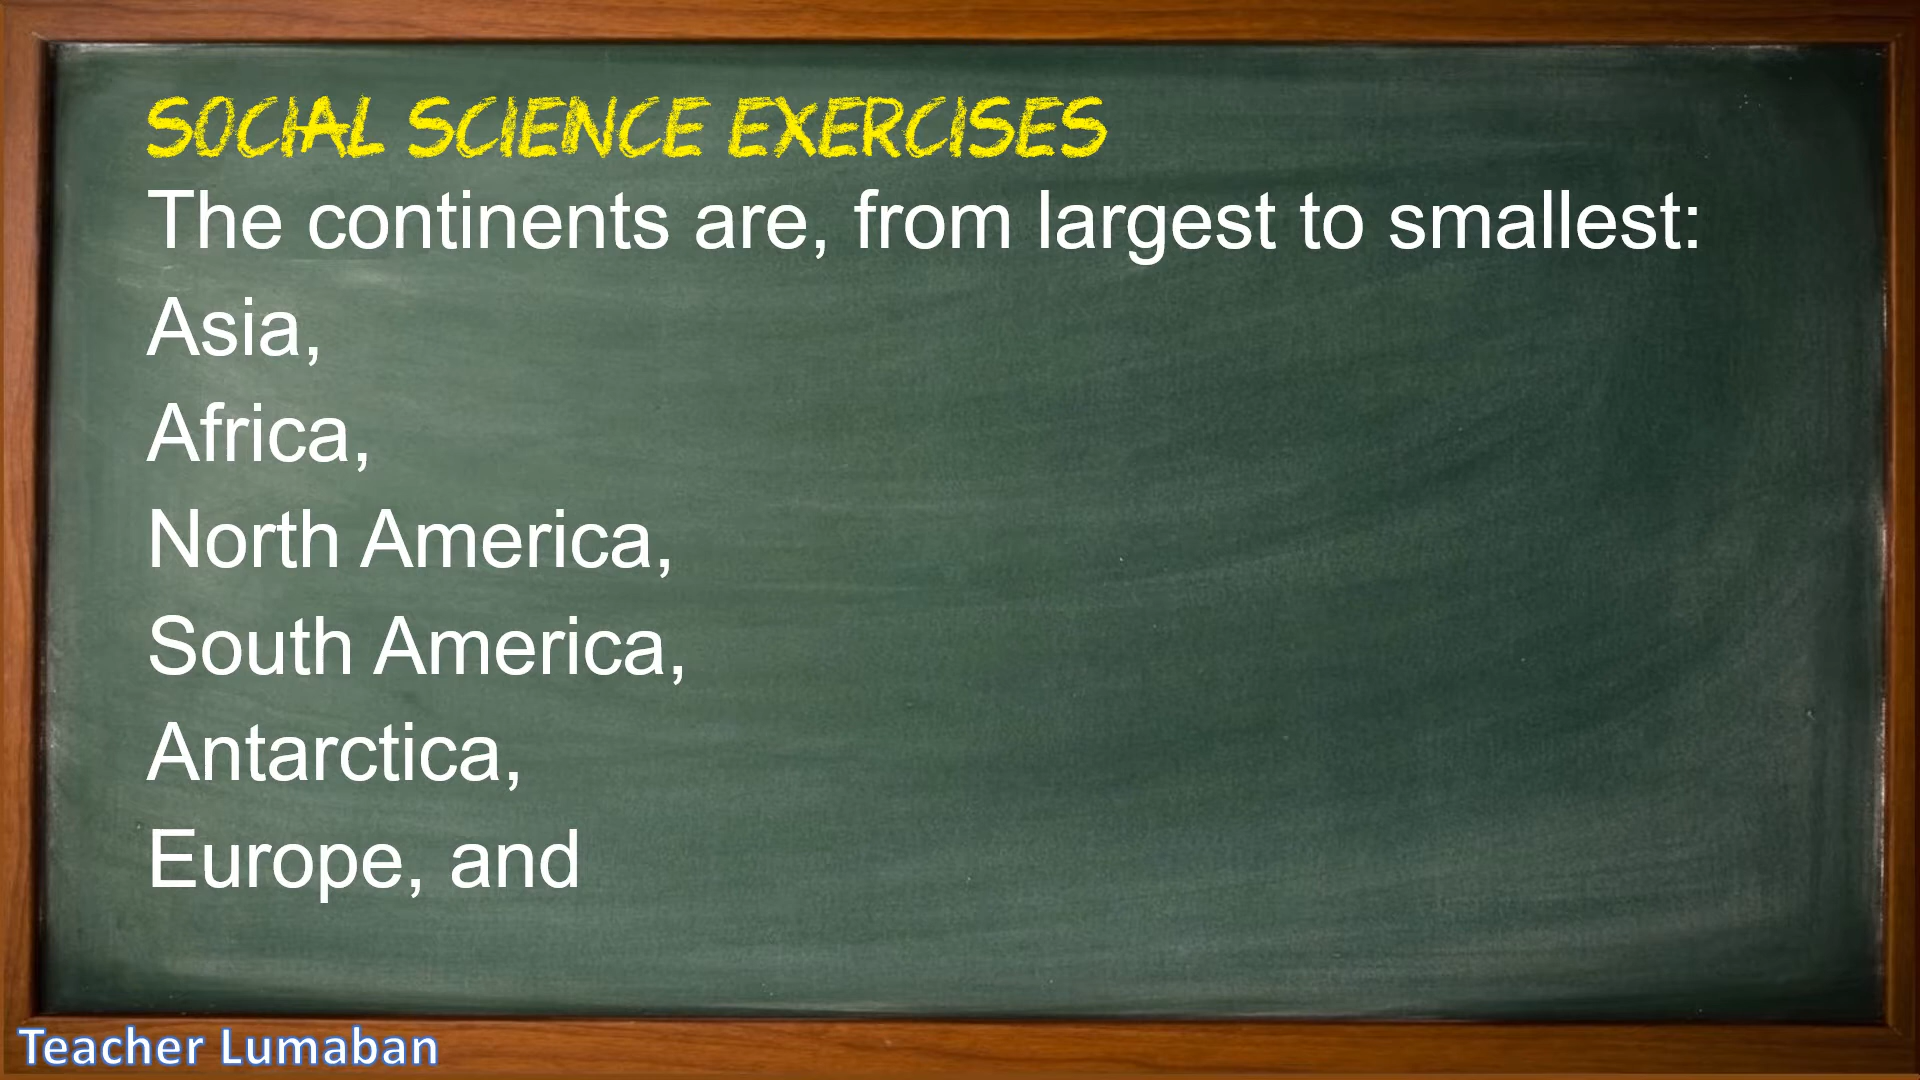 SOCIAL SCIENCE EXERCISES
The continents are, from largest to smallest:
Asia,
Africa,
North America,
South America,
Antarctica,
Europe, and
Teacher Lumaban